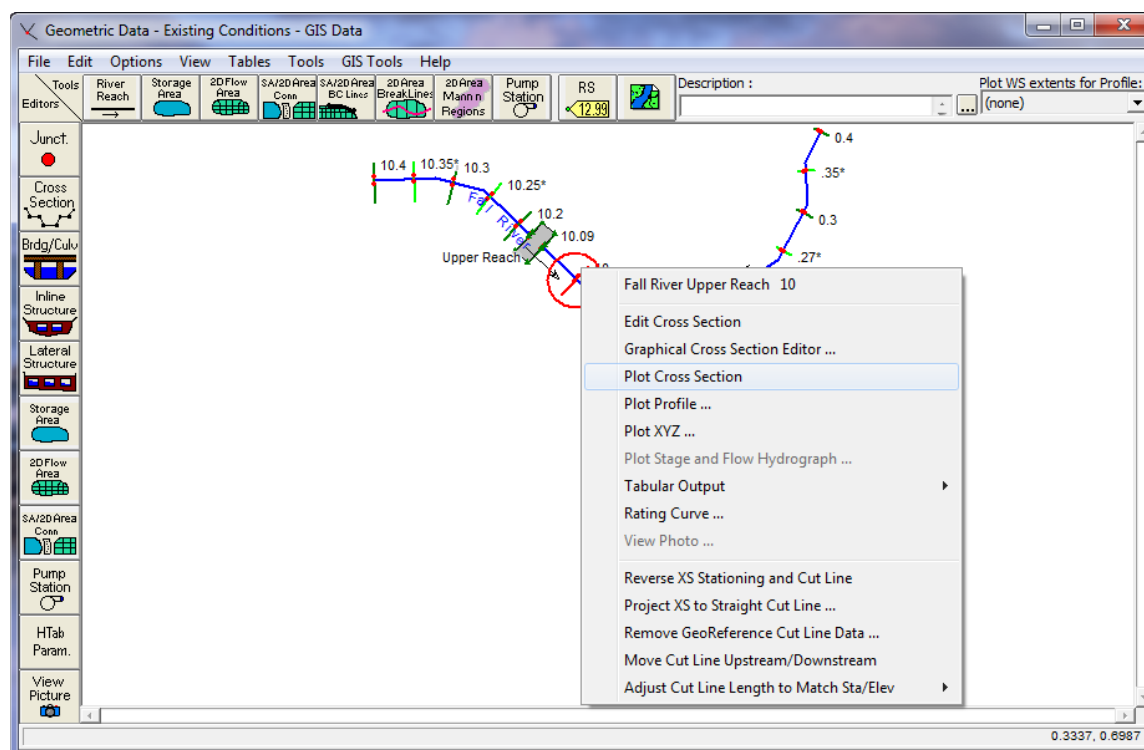 Geometric Data - Existing Conditions - GIS Data
File Edit Options View Tables Tools GIS Tools Help
Tools
Editors
River
Reach
Storage
Area
2D Flow
Area
SA/2D Area
Conn
SA/2D Area
BC Lines
2D Area
BreakLines
2D Area
Mann n
Regions
Pump
Station
RS
12.99
Description :
...
Plot WS extents for Profile:
(none)
Junct.
Cross
Section
Brdg/Culv
Inline
Structure
Lateral
Structure
Storage
Area
2D Flow
Area
SA/2D Area
Conn
Pump
Station
HTab
Param.
View
Picture
10.4
10.35*
10.3
10.25*
10.2
10.09
Fall River
Upper Reach
0.4
.35*
0.3
.27*
Fall River Upper Reach 10
Edit Cross Section
Graphical Cross Section Editor ...
Plot Cross Section
Plot Profile ...
Plot XYZ ...
Plot Stage and Flow Hydrograph ...
Tabular Output
Rating Curve ...
View Photo ...
Reverse XS Stationing and Cut Line
Project XS to Straight Cut Line ...
Remove GeoReference Cut Line Data ...
Move Cut Line Upstream/Downstream
Adjust Cut Line Length to Match Sta/Elev
0.3337, 0.6987